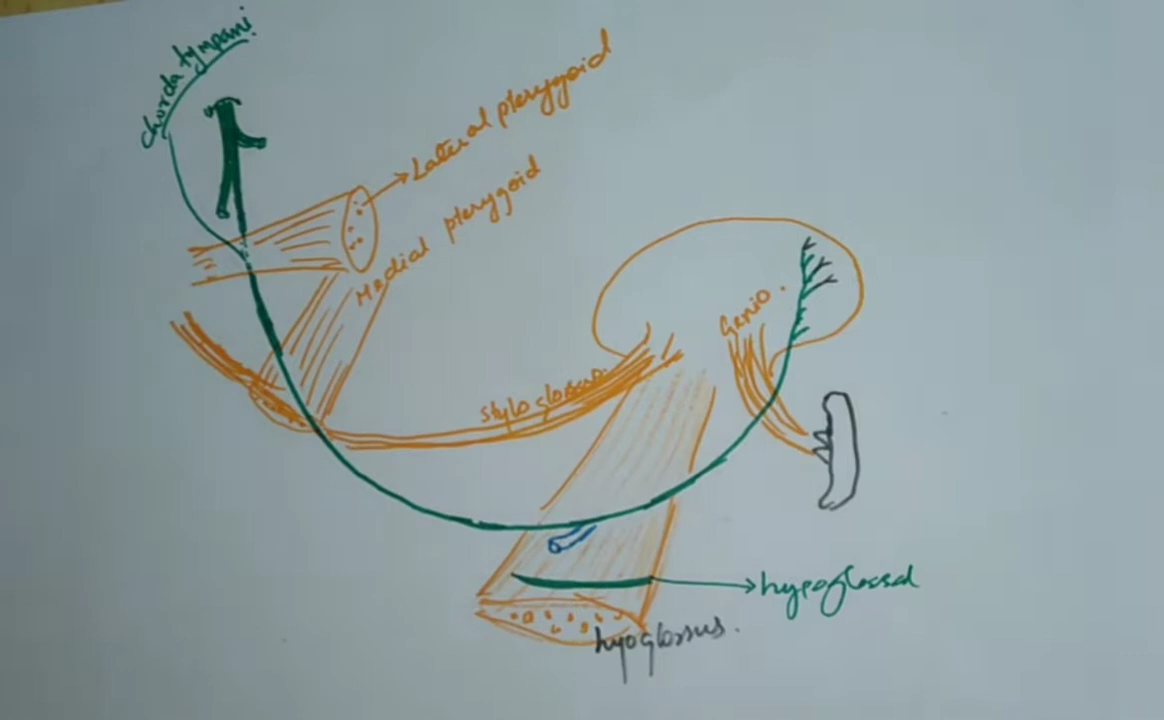 chorda tympani
Lateral pterygoid
Medial pterygoid
Genio.
styloglossus.
hypoglossal
hyoglossus.